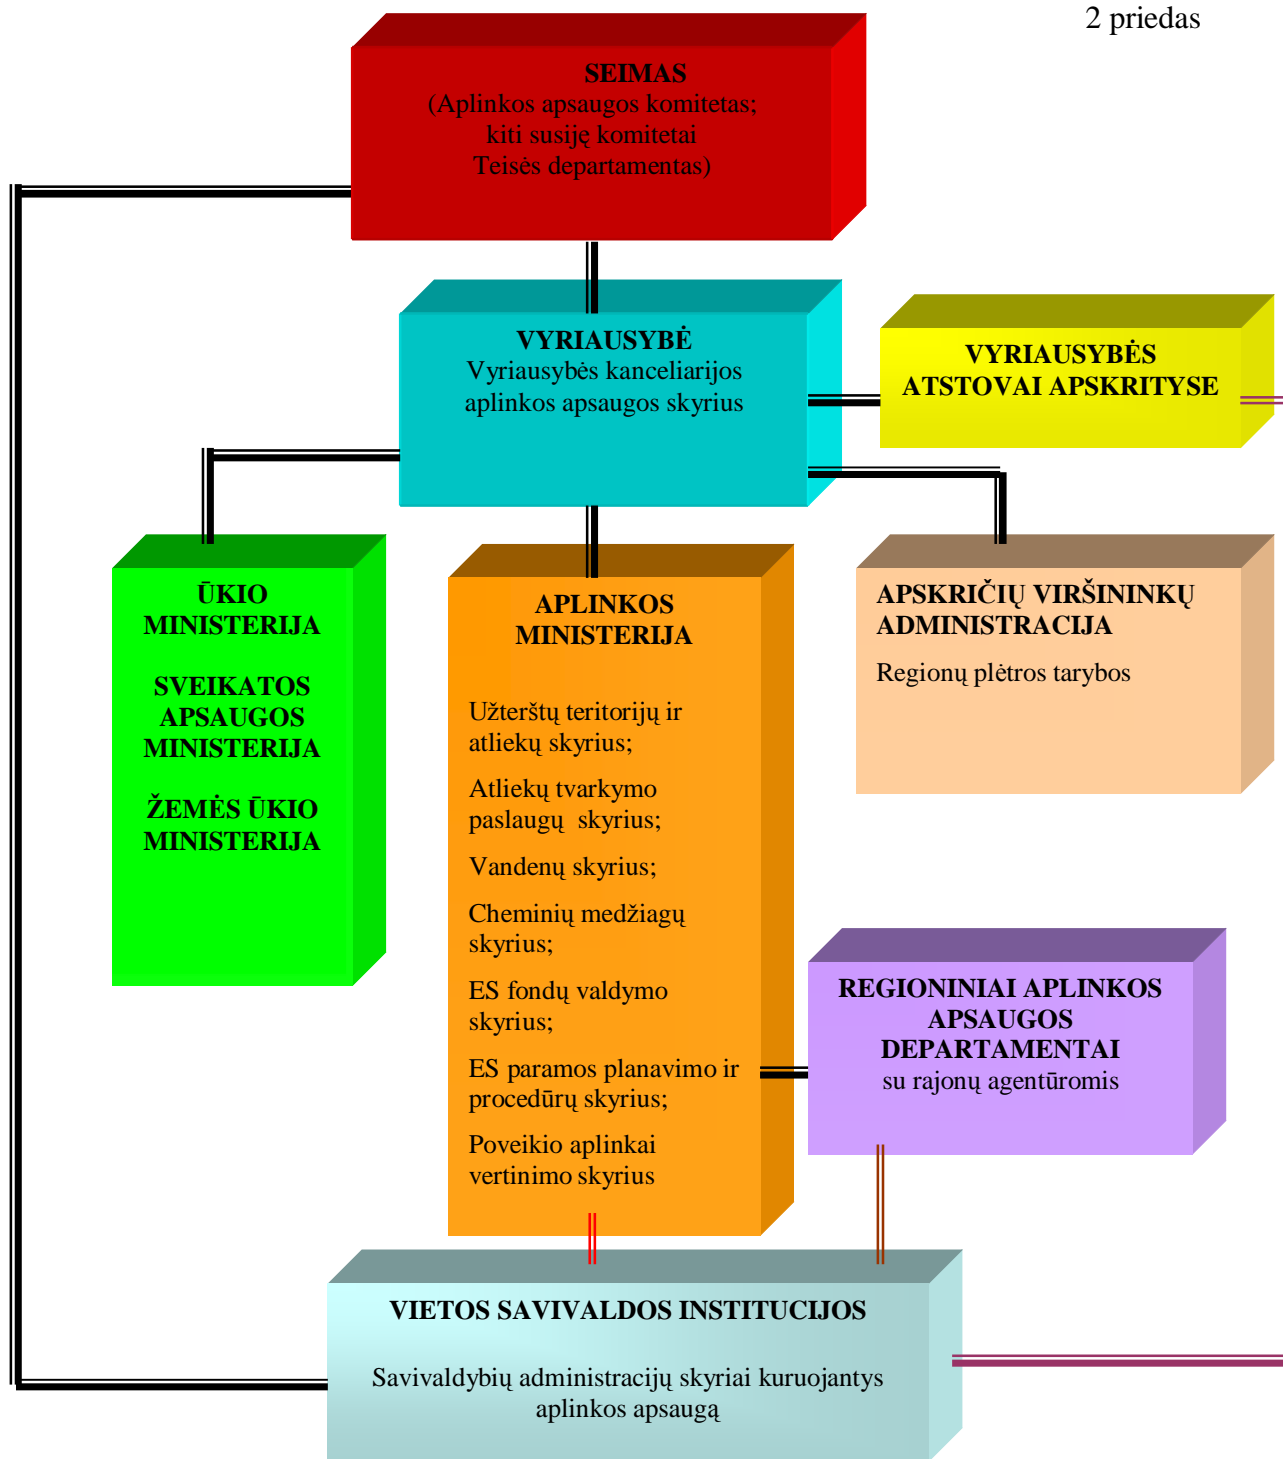 2 priedas
SEIMAS
(Aplinkos apsaugos komitetas;
kiti susiję komitetai
Teisės departamentas)
VYRIAUSYBĖ
Vyriausybės kanceliarijos
aplinkos apsaugos skyrius
VYRIAUSYBĖS
ATSTOVAI APSKRITYSE
ŪKIO
MINISTERIJA
SVEIKATOS
APSAUGOS
MINISTERIJA
ŽEMĖS ŪKIO
MINISTERIJA
APLINKOS
MINISTERIJA
Užterštų teritorijų ir
atliekų skyrius;
Atliekų tvarkymo
paslaugų skyrius;
Vandenų skyrius;
Cheminių medžiagų
skyrius;
ES fondų valdymo
skyrius;
ES paramos planavimo ir
procedūrų skyrius;
Poveikio aplinkai
vertinimo skyrius
APSKRIČIŲ VIRŠININKŲ
ADMINISTRACIJA
Regionų plėtros tarybos
REGIONINIAI APLINKOS
APSAUGOS
DEPARTAMENTAI
su rajonų agentūromis
VIETOS SAVIVALDOS INSTITUCIJOS
Savivaldybių administracijų skyriai kuruojantys
aplinkos apsaugą